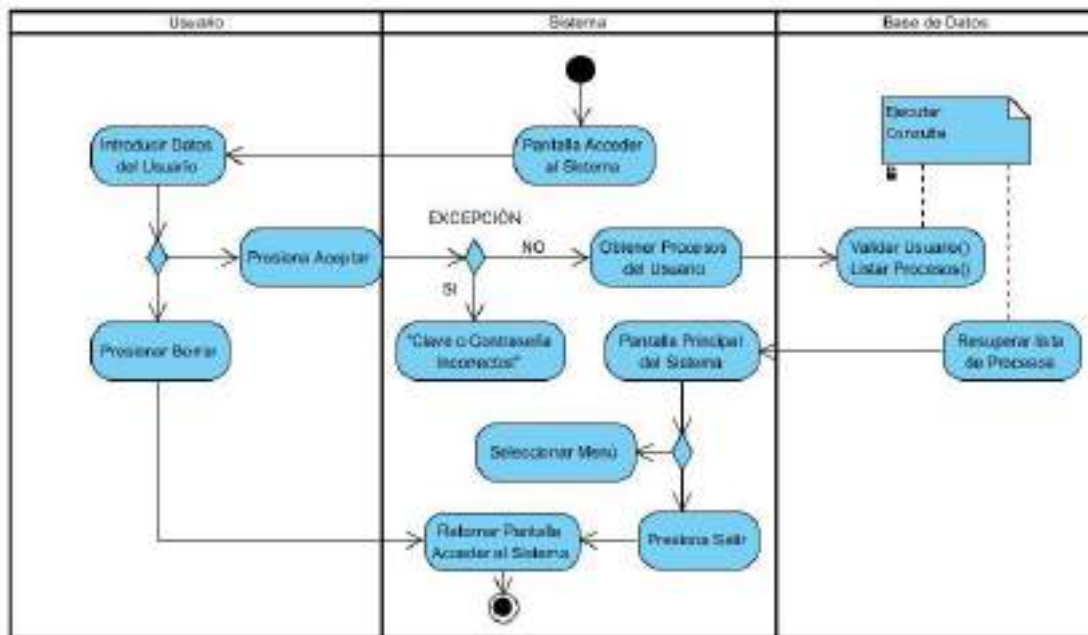 Usuario
Sistema
Base de Datos
Introducir Datos
del Usuario
Pantalla Acceder
al Sistema
Ejecutar
Consulta
EXCEPCIÓN
Presiona Aceptar
NO
Obtener Procesos
del Usuario
Validar Usuario()
Listar Procesos()
SI
Presionar Borrar
"Clave o Contraseña
Incorrectos"
Pantalla Principal
del Sistema
Resuperar lista
de Procesos
Seleccionar Menú
Retornar Pantalla
Acceder al Sistema
Presiona Salir